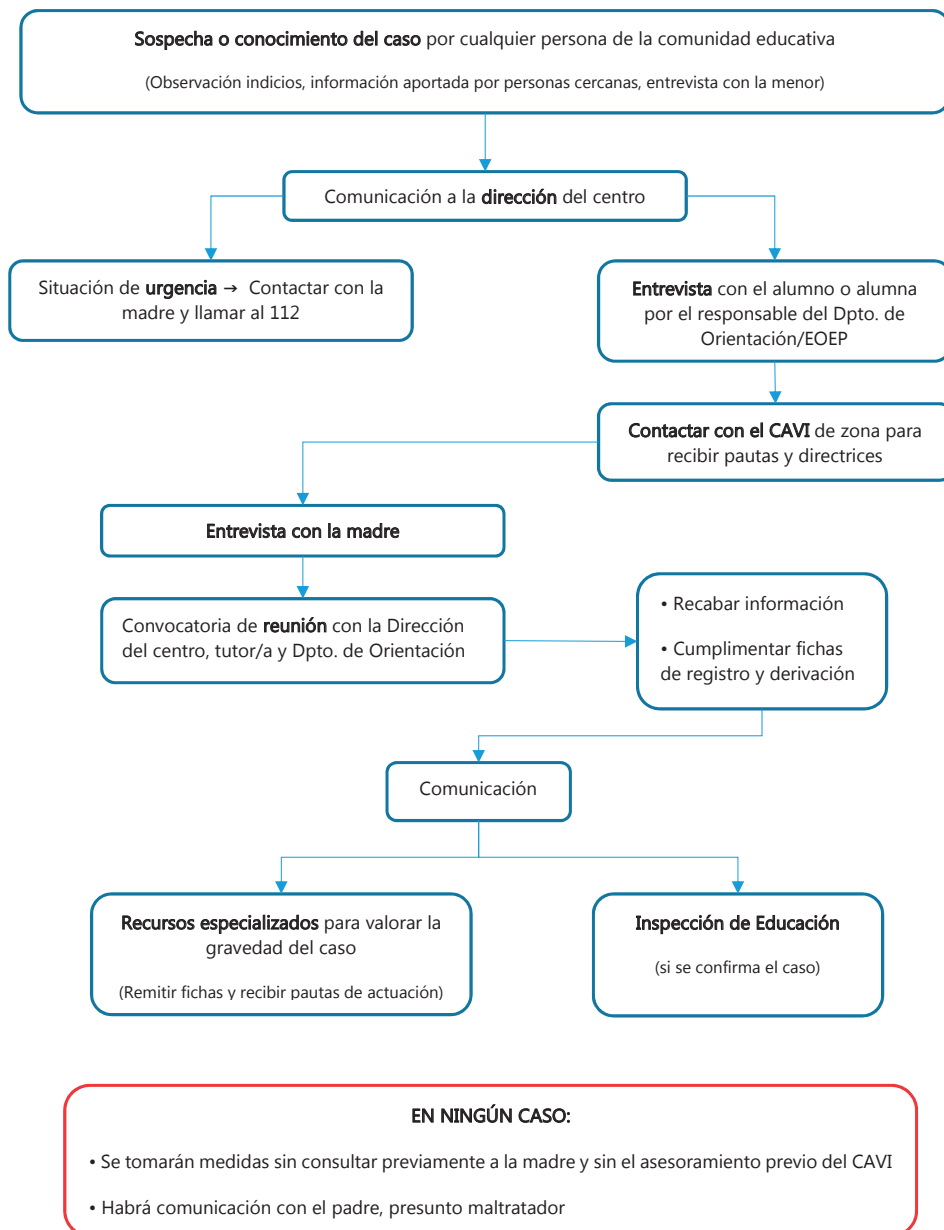 Sospecha o conocimiento del caso por cualquier persona de la comunidad educativa
(Observación indicios, información aportada por personas cercanas, entrevista con la menor)
Comunicación a la dirección del centro
Situación de urgencia → Contactar con la
madre y llamar al 112
Entrevista con el alumno o alumna
por el responsable del Dpto. de
Orientación/EOEP
Contactar con el CAVI de zona para
recibir pautas y directrices
Entrevista con la madre
Convocatoria de reunión con la Dirección
del centro, tutor/a y Dpto. de Orientación
• Recabar información
• Cumplimentar fichas
de registro y derivación
Comunicación
Recursos especializados para valorar la
gravedad del caso
(Remitir fichas y recibir pautas de actuación)
Inspección de Educación
(si se confirma el caso)
EN NINGÚN CASO:
• Se tomarán medidas sin consultar previamente a la madre y sin el asesoramiento previo del CAVI
• Habrá comunicación con el padre, presunto maltratador